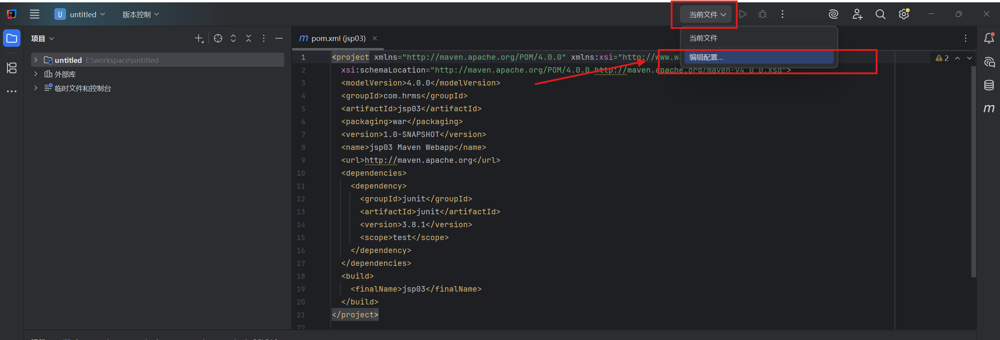 U untitled 版本控制 当前文件
项目
pom.xml (jsp03)
当前文件
编辑配置...
2
untitled E:\workspace\untitled
外部库
临时文件和控制台
1 <project xmlns="http://maven.apache.org/POM/4.0.0" xmlns:xsi="http://www.w3
2 xsi:schemaLocation="http://maven.apache.org/POM/4.0.0 http://maven.apache.org/maven-v4_0_0.xsd">
3 <modelVersion>4.0.0</modelVersion>
4 <groupId>com.hrms</groupId>
5 <artifactId>jsp03</artifactId>
6 <packaging>war</packaging>
7 <version>1.0-SNAPSHOT</version>
8 <name>jsp03 Maven Webapp</name>
9 <url>http://maven.apache.org</url>
10 <dependencies>
11 <dependency>
12 <groupId>junit</groupId>
13 <artifactId>junit</artifactId>
14 <version>3.8.1</version>
15 <scope>test</scope>
16 </dependency>
17 </dependencies>
18 <build>
19 <finalName>jsp03</finalName>
20 </build>
21 </project>
22